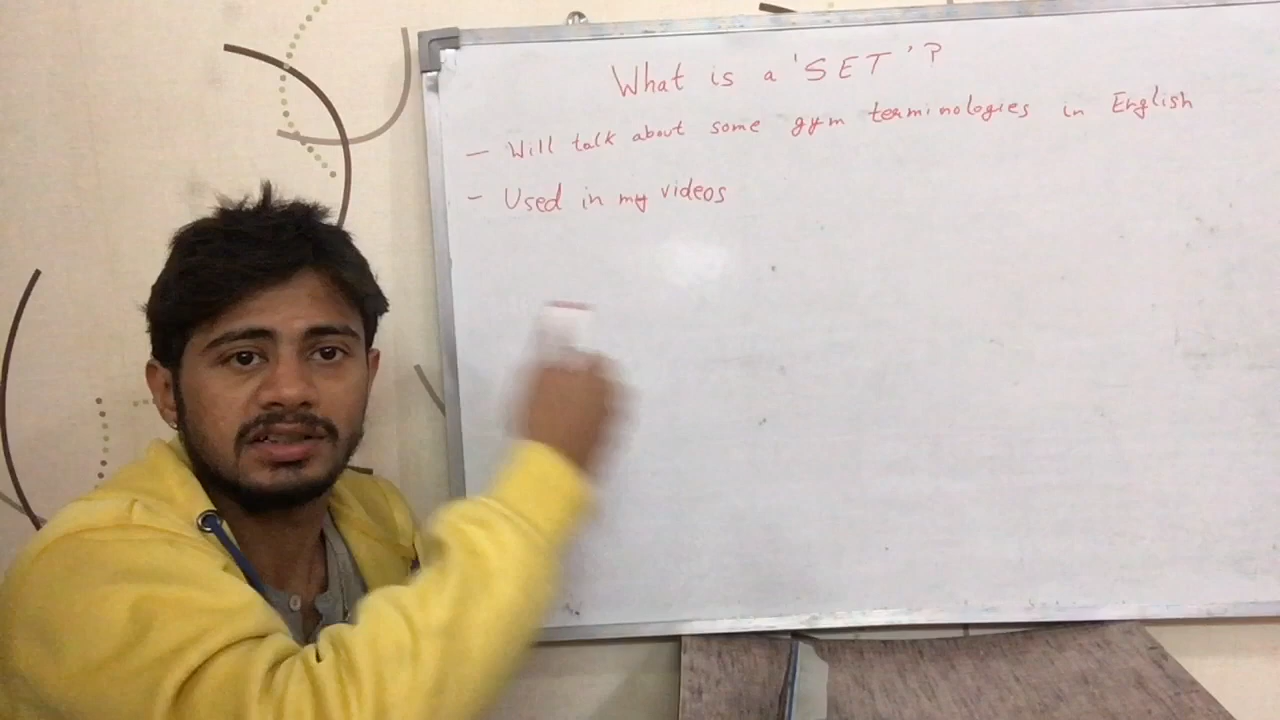 What is a 'SET'?
- Will talk about some gym terminologies in English
- Used in my videos